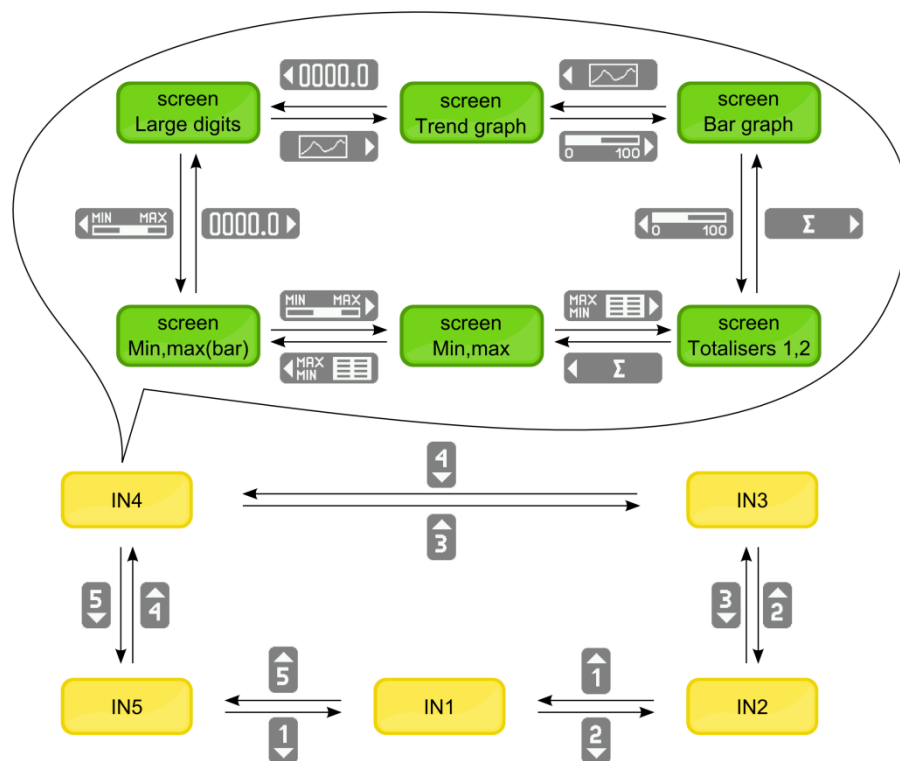 0000.0
screen
Large digits
screen
Trend graph
screen
Bar graph
0 100
MIN MAX
0000.0
0 100
Σ
screen
Min,max(bar)
MIN MAX
MAX
MIN
screen
Min,max
MAX
MIN
Σ
screen
Totalisers 1,2
4
IN4
IN3
3
5
4
3
2
5
1
IN5
IN1
IN2
1
2